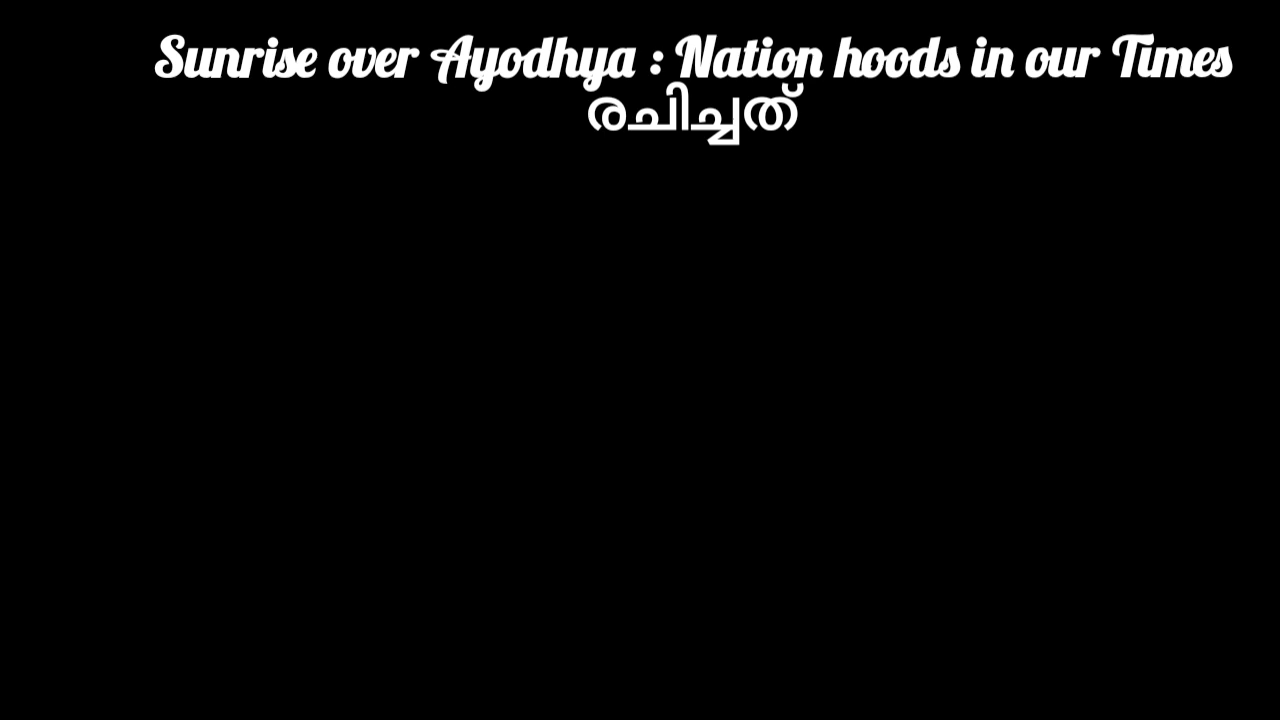 Sunrise over Ayodhya : Nation hoods in our Times
രചിച്ചത്